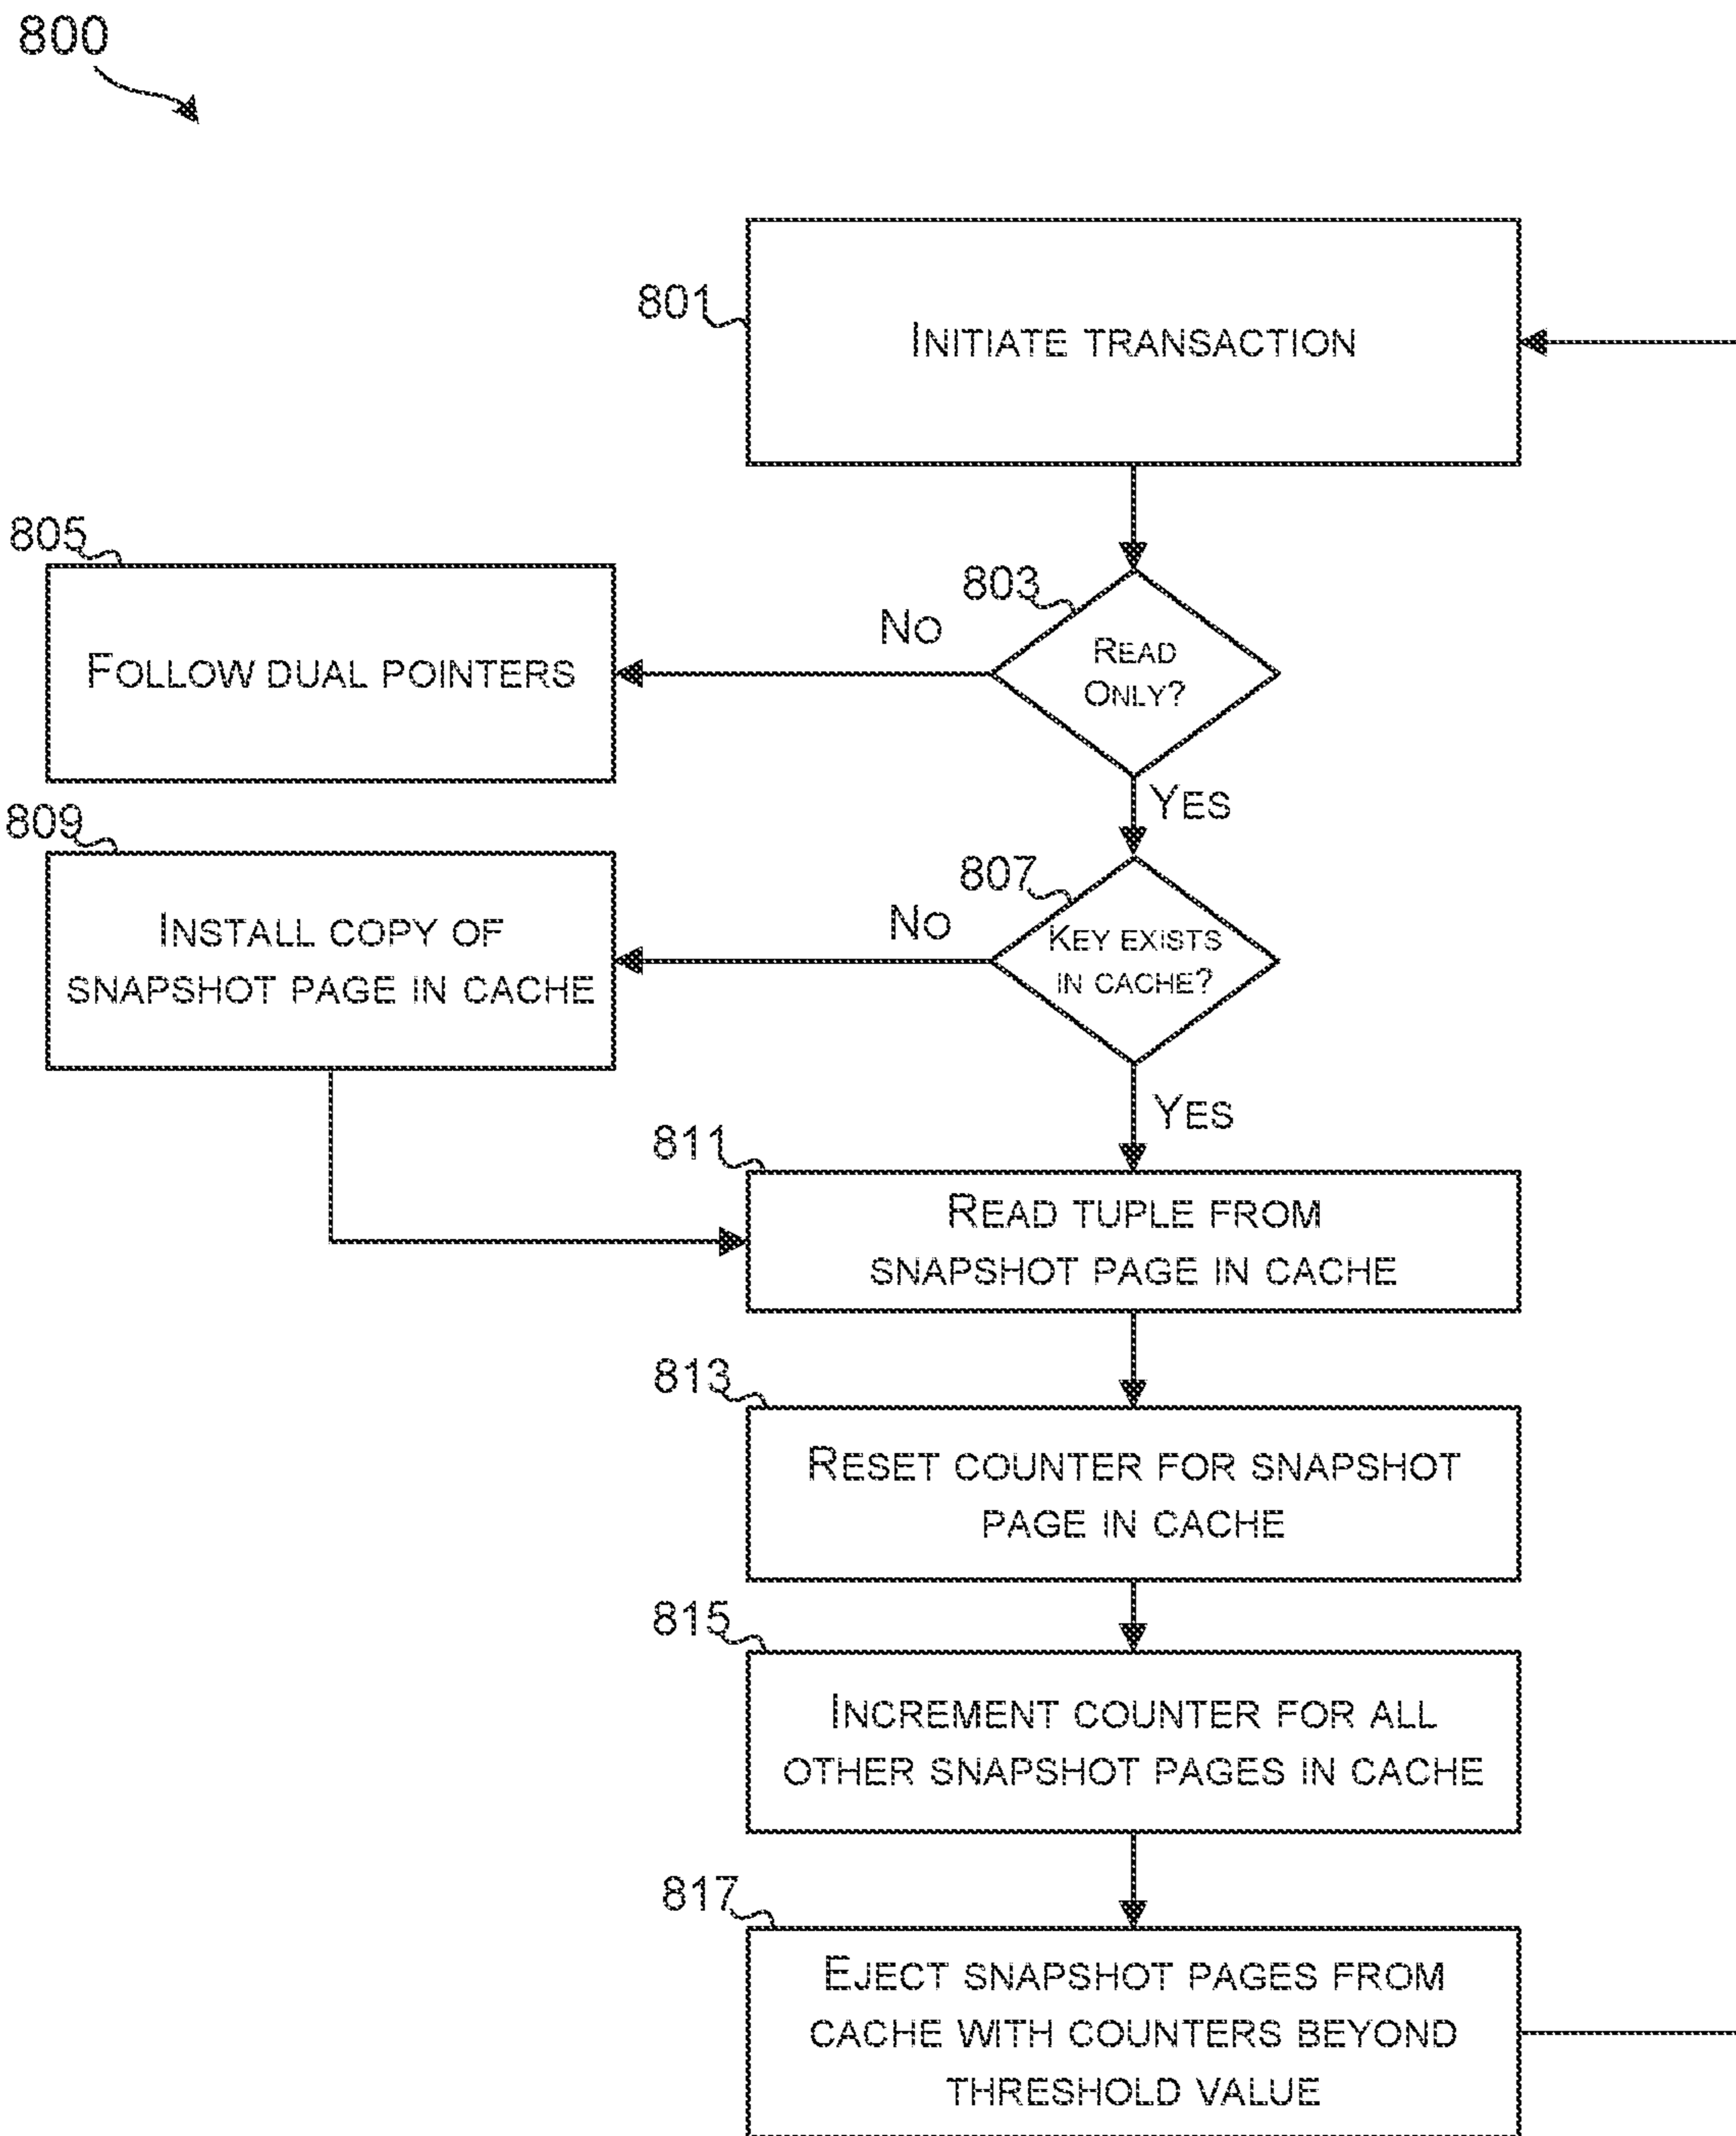 800
801
INITIATE TRANSACTION
805
803
NO
READ
ONLY?
FOLLOW DUAL POINTERS
YES
809
807
NO
INSTALL COPY OF
SNAPSHOT PAGE IN CACHE
KEY EXISTS
IN CACHE?
YES
811
READ TUPLE FROM
SNAPSHOT PAGE IN CACHE
813
RESET COUNTER FOR SNAPSHOT
PAGE IN CACHE
815
INCREMENT COUNTER FOR ALL
OTHER SNAPSHOT PAGES IN CACHE
817
EJECT SNAPSHOT PAGES FROM
CACHE WITH COUNTERS BEYOND
THRESHOLD VALUE